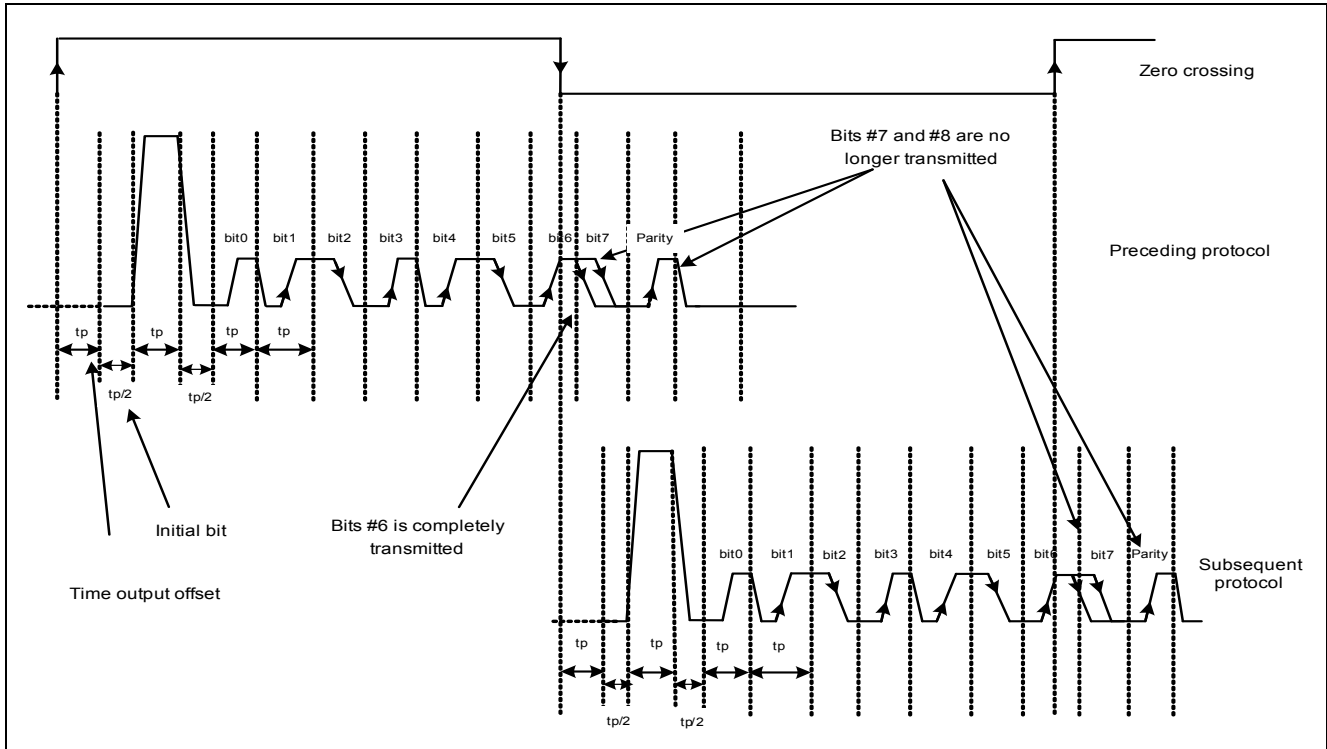 Zero crossing
Bits #7 and #8 are no
longer transmitted
bit0 bit1 bit2 bit3 bit4 bit5 bit6 bit7 Parity
Preceding protocol
tp tp tp tp
tp/2 tp/2
Initial bit
Bits #6 is completely
transmitted
Time output offset
bit0 bit1 bit2 bit3 bit4 bit5 bit6 bit7 Parity
Subsequent
protocol
tp tp tp tp
tp/2 tp/2